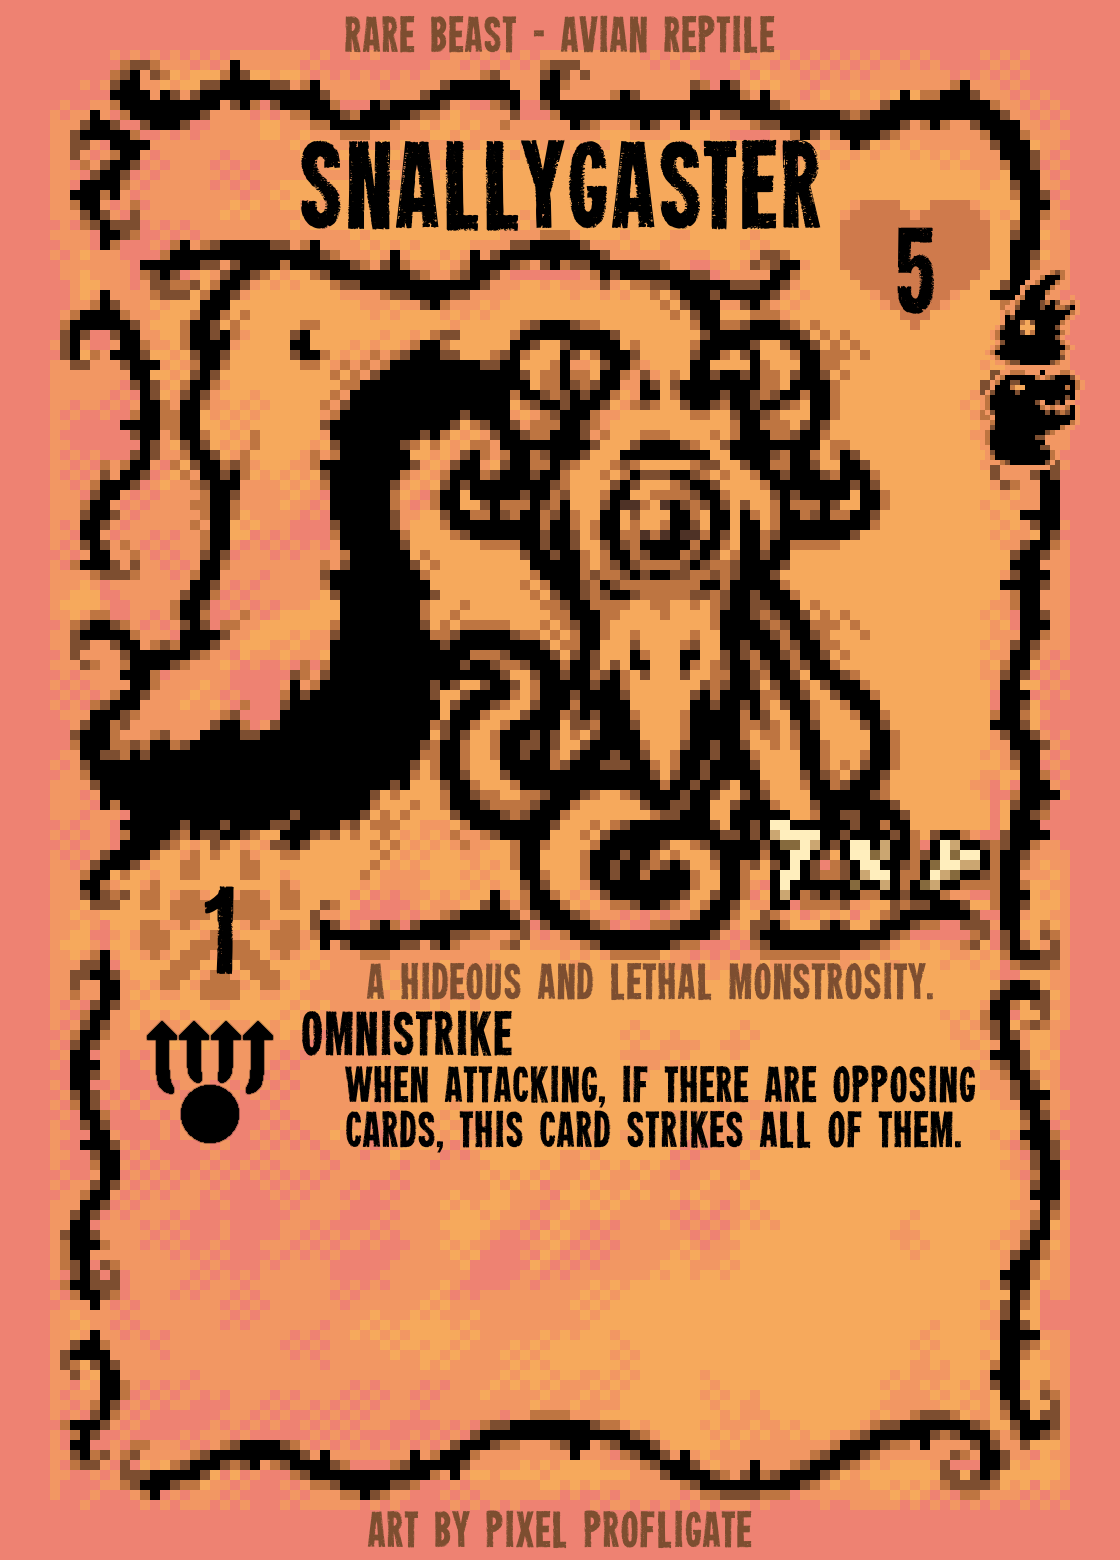 RARE BEAST - AVIAN REPTILE
SNALLYGASTER
5
1
A HIDEOUS AND LETHAL MONSTROSITY.
OMNISTRIKE
WHEN ATTACKING, IF THERE ARE OPPOSING
CARDS, THIS CARD STRIKES ALL OF THEM.
ART BY PIXEL PROFLIGATE